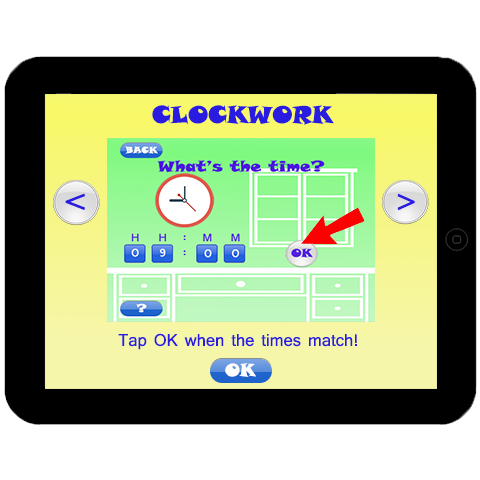 CLOCKWORK
BACK
What's the time?
H H : M M
0 9 : 0 0
OK
?
< >
Tap OK when the times match!
OK